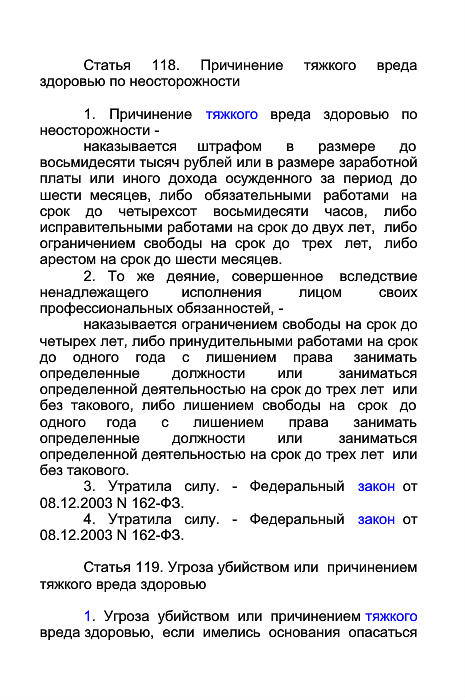 Статья 118. Причинение тяжкого вреда
здоровью по неосторожности
1. Причинение тяжкого вреда здоровью по
неосторожности -
наказывается штрафом в размере до
восьмидесяти тысяч рублей или в размере заработной
платы или иного дохода осужденного за период до
шести месяцев, либо обязательными работами на
срок до четырехсот восьмидесяти часов, либо
исправительными работами на срок до двух лет, либо
ограничением свободы на срок до трех лет, либо
арестом на срок до шести месяцев.
2. То же деяние, совершенное вследствие
ненадлежащего исполнения лицом своих
профессиональных обязанностей, -
наказывается ограничением свободы на срок до
четырех лет, либо принудительными работами на срок
до одного года с лишением права занимать
определенные должности или заниматься
определенной деятельностью на срок до трех лет или
без такового, либо лишением свободы на срок до
одного года с лишением права занимать
определенные должности или заниматься
определенной деятельностью на срок до трех лет или
без такового.
3. Утратила силу. - Федеральный закон от
08.12.2003 N 162-ФЗ.
4. Утратила силу. - Федеральный закон от
08.12.2003 N 162-ФЗ.
Статья 119. Угроза убийством или причинением
тяжкого вреда здоровью
1. Угроза убийством или причинением тяжкого
вреда здоровью, если имелись основания опасаться